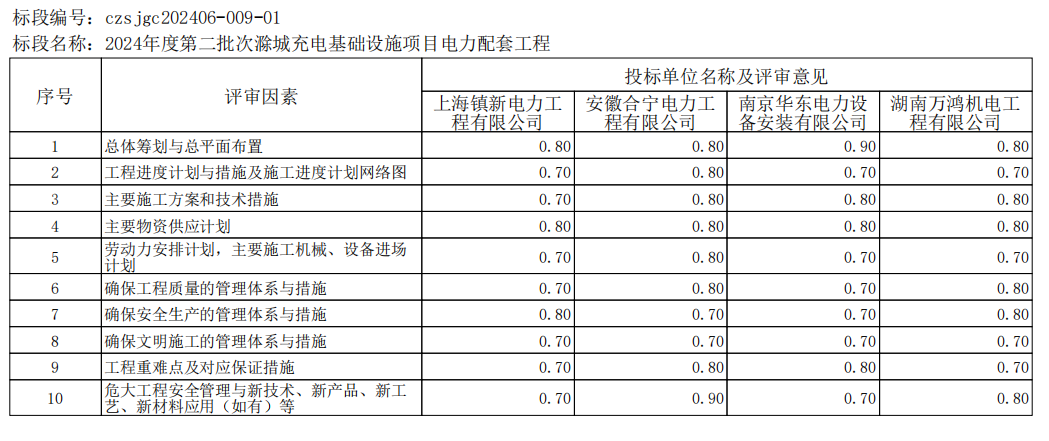 标段编号：czsjgc202406-009-01
标段名称：2024年度第二批次滁城充电基础设施项目电力配套工程
序号 评审因素 投标单位名称及评审意见
上海镇新电力工程有限公司 安徽合宁电力工程有限公司 南京华东电力设备安装有限公司 湖南万鸿机电工程有限公司
1 总体筹划与总平面布置 0.80 0.80 0.90 0.80
2 工程进度计划与措施及施工进度计划网络图 0.70 0.80 0.70 0.70
3 主要施工方案和技术措施 0.70 0.80 0.80 0.80
4 主要物资供应计划 0.80 0.80 0.80 0.80
5 劳动力安排计划，主要施工机械、设备进场计划 0.70 0.80 0.70 0.70
6 确保工程质量的管理体系与措施 0.70 0.80 0.70 0.80
7 确保安全生产的管理体系与措施 0.80 0.70 0.70 0.80
8 确保文明施工的管理体系与措施 0.70 0.70 0.70 0.70
9 工程重难点及对应保证措施 0.70 0.80 0.80 0.70
10 危大工程安全管理与新技术、新产品、新工艺、新材料应用（如有）等 0.70 0.90 0.70 0.80